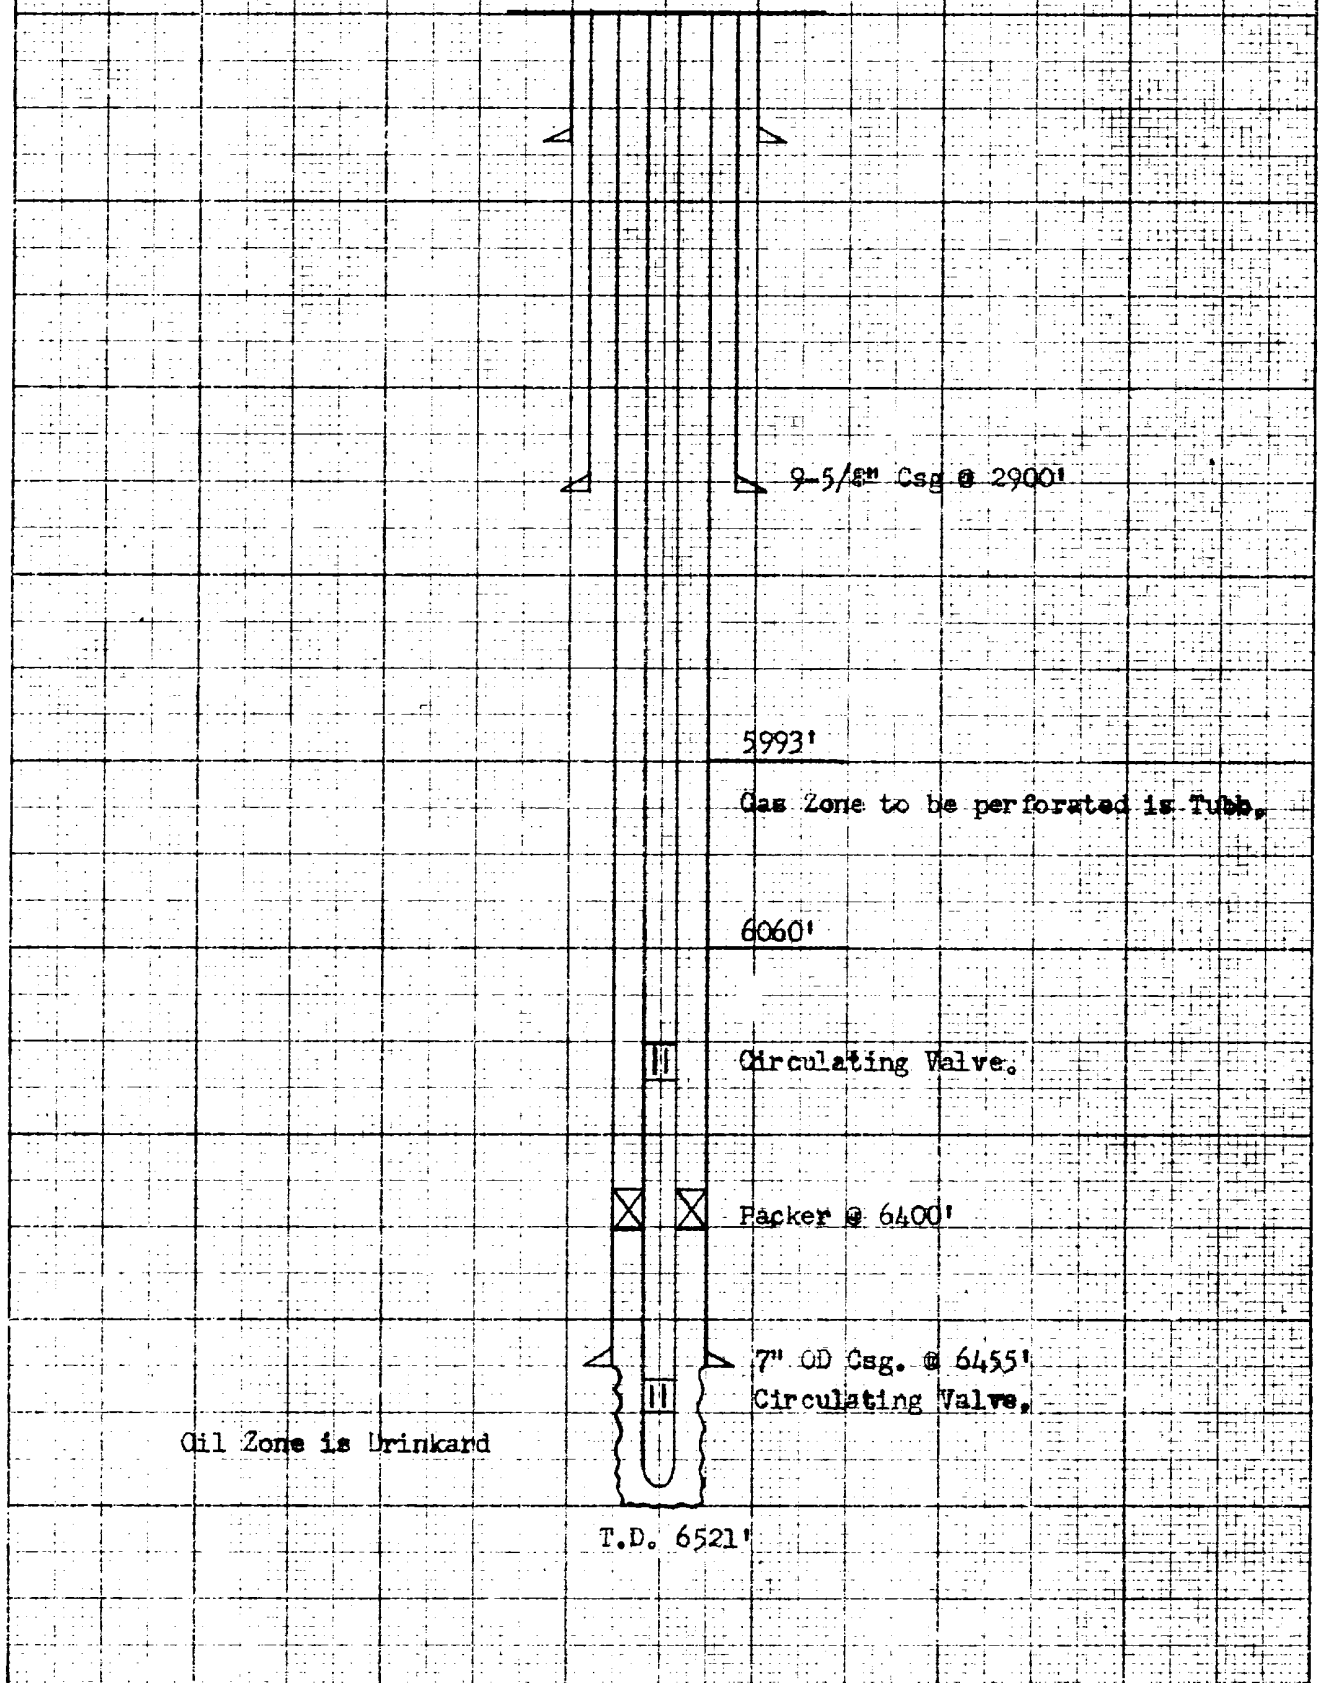 9-5/8" Csg @ 2900'
5993'
Gas Zone to be perforated is Tubb.
6060'
Circulating Valve.
Packer @ 6400'
7" OD Csg. @ 6455'
Circulating Valve.
Oil Zone is Drinkard
T.D. 6521'